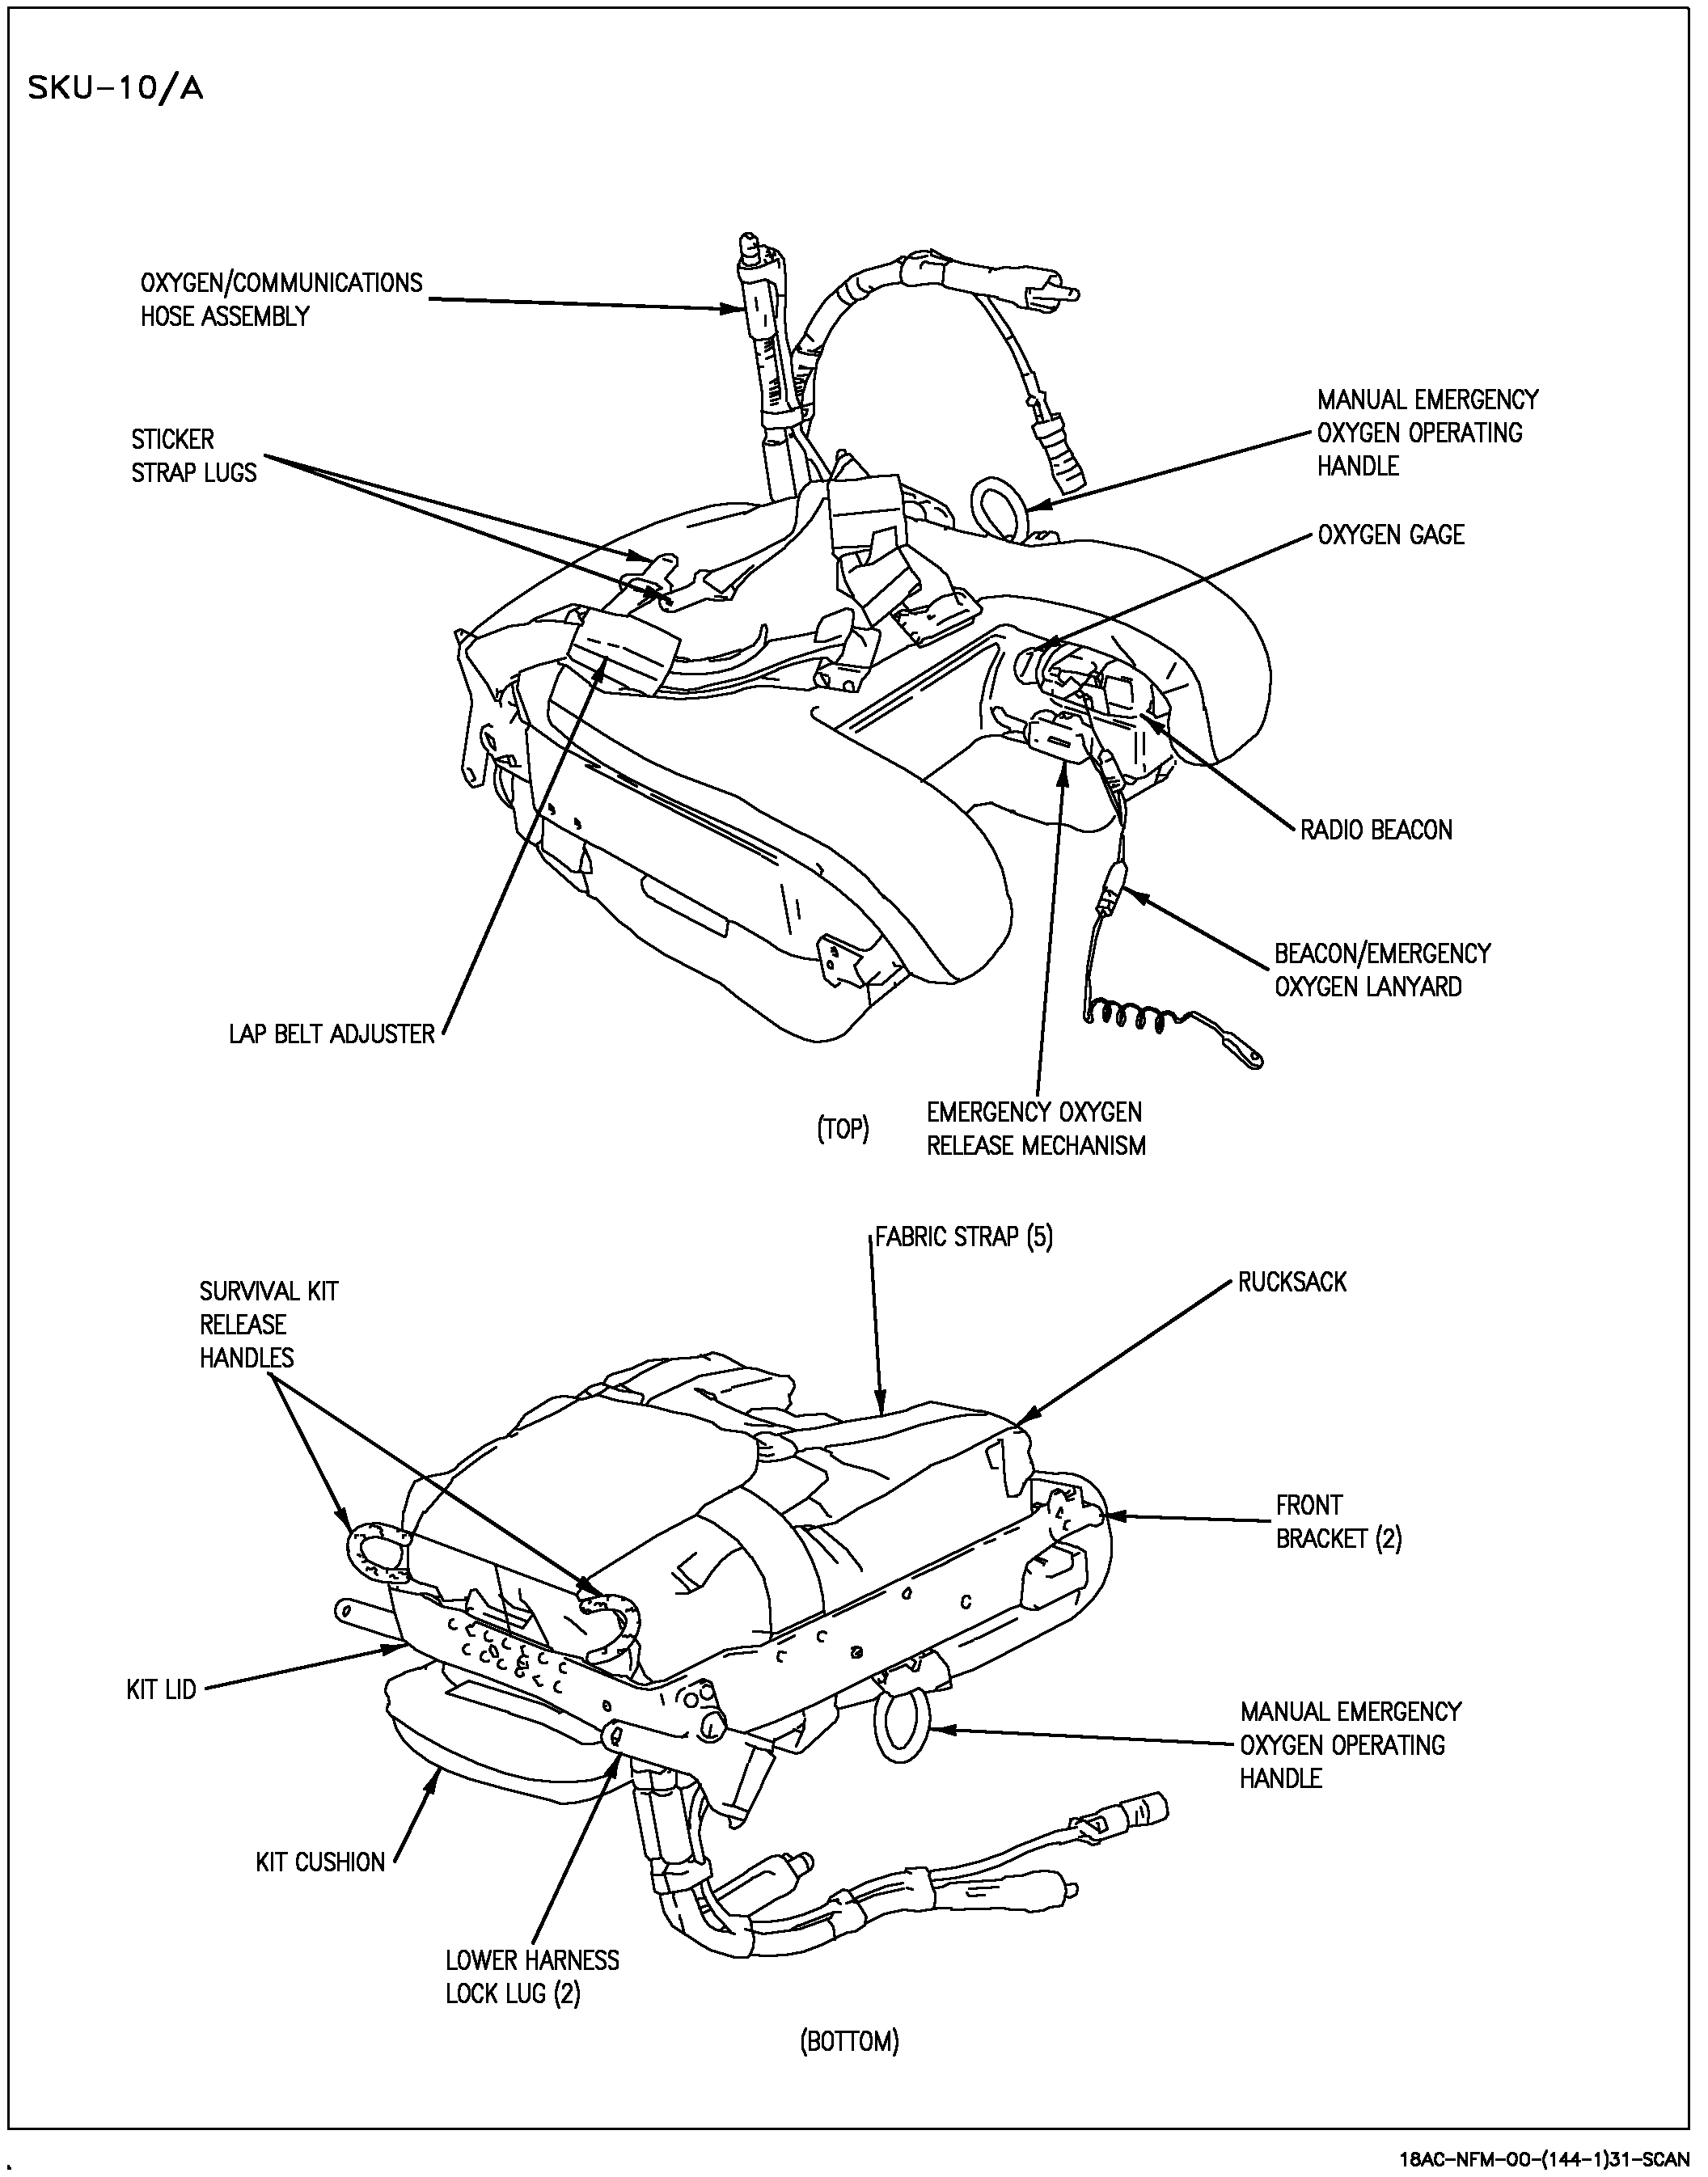 SKU-10/A
OXYGEN/COMMUNICATIONS
HOSE ASSEMBLY
STICKER
STRAP LUGS
MANUAL EMERGENCY
OXYGEN OPERATING
HANDLE
OXYGEN GAGE
RADIO BEACON
BEACON/EMERGENCY
OXYGEN LANYARD
LAP BELT ADJUSTER
EMERGENCY OXYGEN
RELEASE MECHANISM
(TOP)
FABRIC STRAP (5)
RUCKSACK
SURVIVAL KIT
RELEASE
HANDLES
FRONT
BRACKET (2)
KIT LID
MANUAL EMERGENCY
OXYGEN OPERATING
HANDLE
KIT CUSHION
LOWER HARNESS
LOCK LUG (2)
(BOTTOM)
18AC-NFM-00-(144-1)31-SCAN